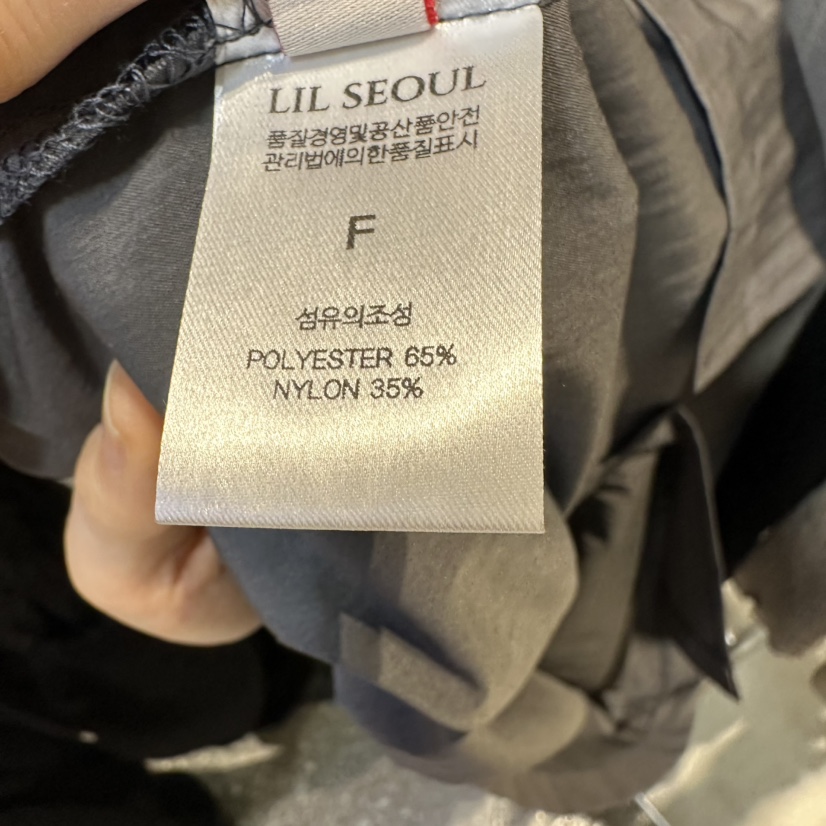 LIL SEOUL
품질경영및공산품안전
관리법에의한품질표시
F
섬유의조성
POLYESTER 65%
NYLON 35%